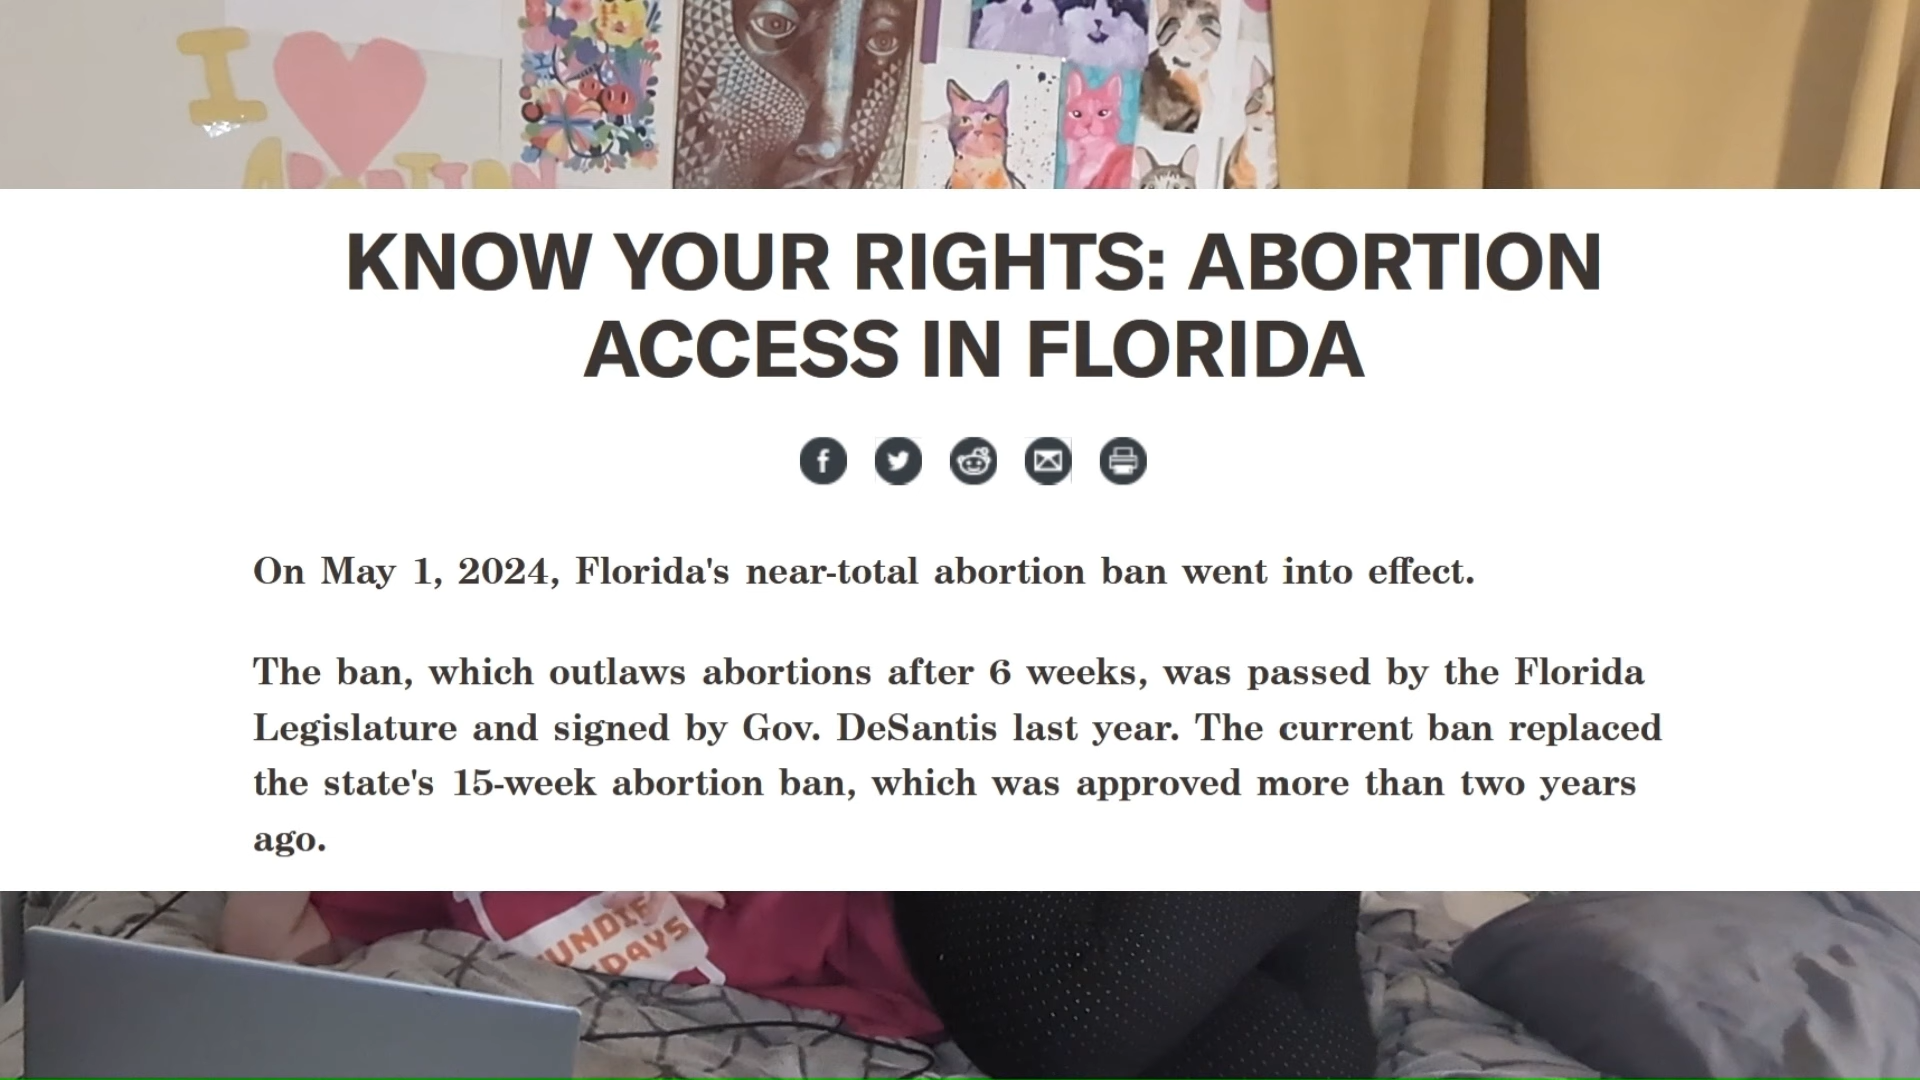 I
ABORTION
KNOW YOUR RIGHTS: ABORTION
ACCESS IN FLORIDA
On May 1, 2024, Florida's near-total abortion ban went into effect.
The ban, which outlaws abortions after 6 weeks, was passed by the Florida
Legislature and signed by Gov. DeSantis last year. The current ban replaced
the state's 15-week abortion ban, which was approved more than two years
ago.
UNDIE
DAYS